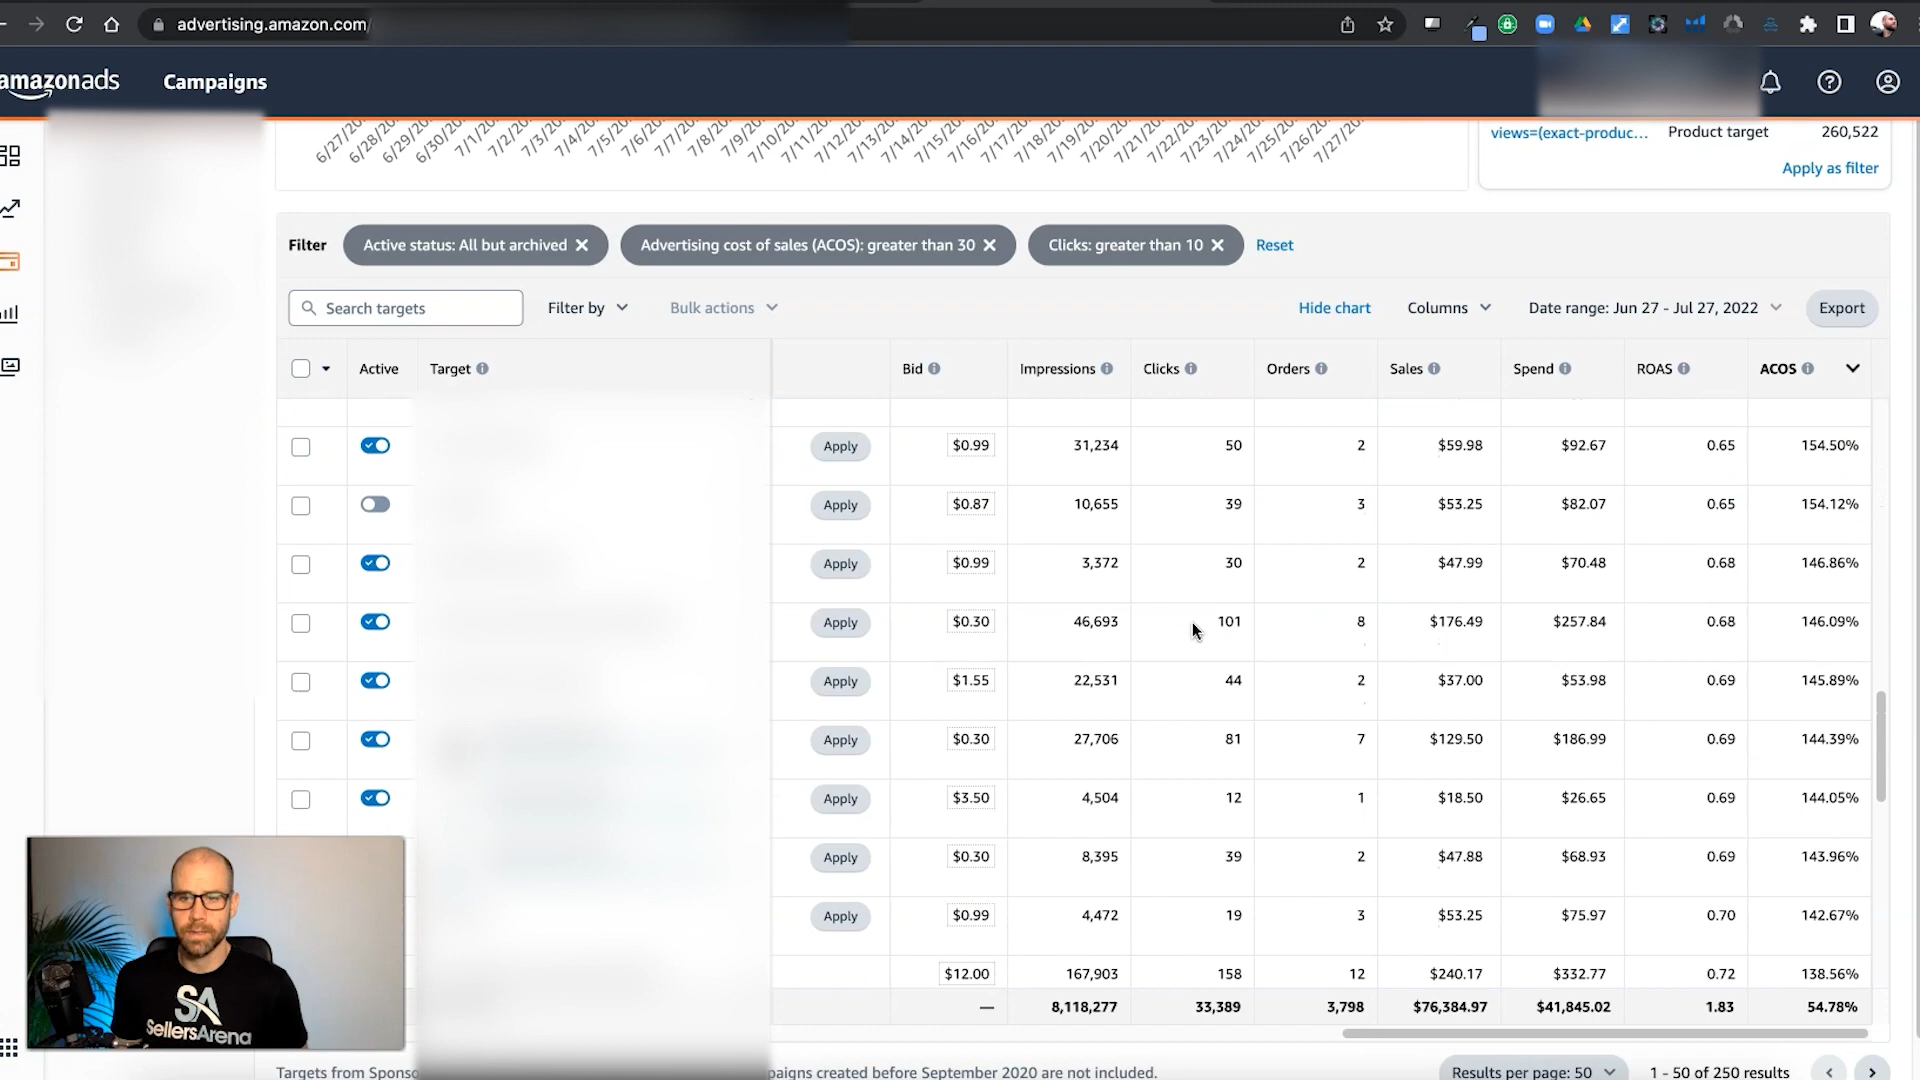 advertising.amazon.com/
amazonads
Campaigns
6/27/20
6/28/20
6/29/20
6/30/20
7/1/20
7/2/20
7/3/20
7/4/20
7/5/20
7/6/20
7/7/20
7/8/20
7/9/20
7/10/20
7/11/20
7/12/20
7/13/20
7/14/20
7/15/20
7/16/20
7/17/20
7/18/20
7/19/20
7/20/20
7/21/20
7/22/20
7/23/20
7/24/20
7/25/20
7/26/20
7/27/20
views=(exact-produc... Product target 260,522
Apply as filter
Filter Active status: All but archived Advertising cost of sales (ACOS): greater than 30 Clicks: greater than 10 Reset
Search targets Filter by Bulk actions Hide chart Columns Date range: Jun 27 - Jul 27, 2022 Export
Active Target Bid Impressions Clicks Orders Sales Spend ROAS ACOS
Apply $0.99 31,234 50 2 $59.98 $92.67 0.65 154.50%
Apply $0.87 10,655 39 3 $53.25 $82.07 0.65 154.12%
Apply $0.99 3,372 30 2 $47.99 $70.48 0.68 146.86%
Apply $0.30 46,693 101 8 $176.49 $257.84 0.68 146.09%
Apply $1.55 22,531 44 2 $37.00 $53.98 0.69 145.89%
Apply $0.30 27,706 81 7 $129.50 $186.99 0.69 144.39%
Apply $3.50 4,504 12 1 $18.50 $26.65 0.69 144.05%
Apply $0.30 8,395 39 2 $47.88 $68.93 0.69 143.96%
Apply $0.99 4,472 19 3 $53.25 $75.97 0.70 142.67%
$12.00 167,903 158 12 $240.17 $332.77 0.72 138.56%
— 8,118,277 33,389 3,798 $76,384.97 $41,845.02 1.83 54.78%
SA
SellersArena
Targets from Sponso
paigns created before September 2020 are not included.
Results per page: 50 1 - 50 of 250 results